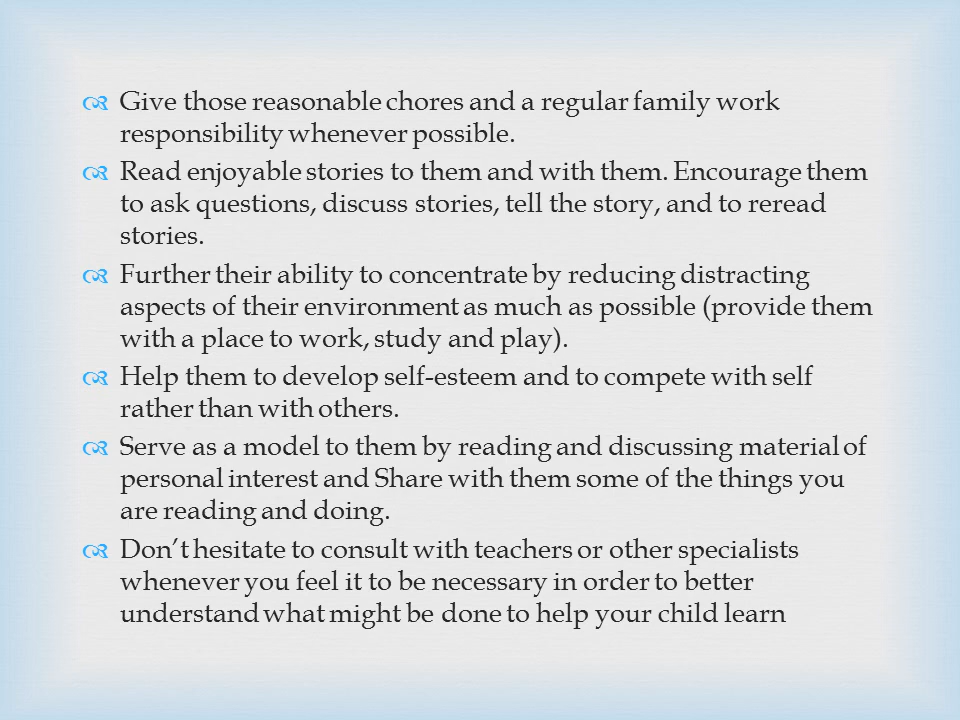 Give those reasonable chores and a regular family work
responsibility whenever possible.
Read enjoyable stories to them and with them. Encourage them
to ask questions, discuss stories, tell the story, and to reread
stories.
Further their ability to concentrate by reducing distracting
aspects of their environment as much as possible (provide them
with a place to work, study and play).
Help them to develop self-esteem and to compete with self
rather than with others.
Serve as a model to them by reading and discussing material of
personal interest and Share with them some of the things you
are reading and doing.
Don’t hesitate to consult with teachers or other specialists
whenever you feel it to be necessary in order to better
understand what might be done to help your child learn